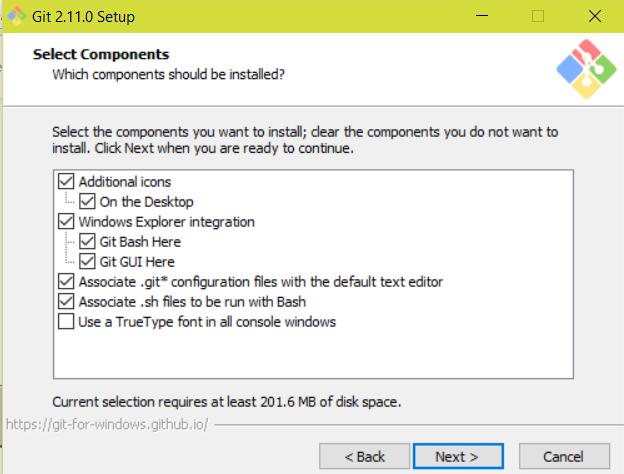 Git 2.11.0 Setup
Select Components
Which components should be installed?
Select the components you want to install; clear the components you do not want to
install. Click Next when you are ready to continue.
Additional icons
On the Desktop
Windows Explorer integration
Git Bash Here
Git GUI Here
Associate .git* configuration files with the default text editor
Associate .sh files to be run with Bash
Use a TrueType font in all console windows
Current selection requires at least 201.6 MB of disk space.
https://git-for-windows.github.io/
< Back
Next >
Cancel